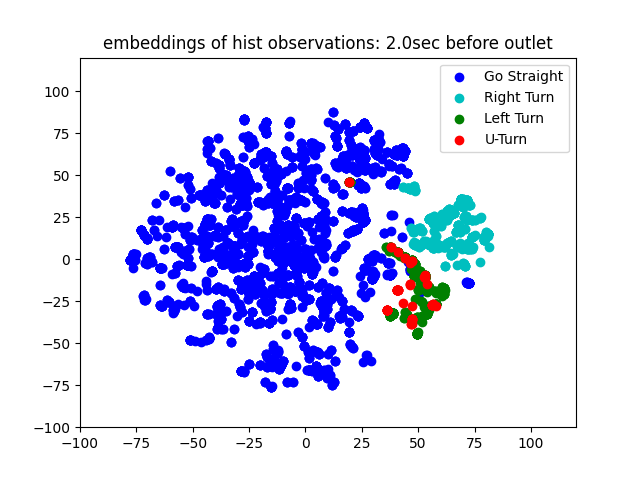 embeddings of hist observations: 2.0sec before outlet
Go Straight
Right Turn
Left Turn
U-Turn
100
75
50
25
0
−25
−50
−75
−100
−100 −75 −50 −25 0 25 50 75 100